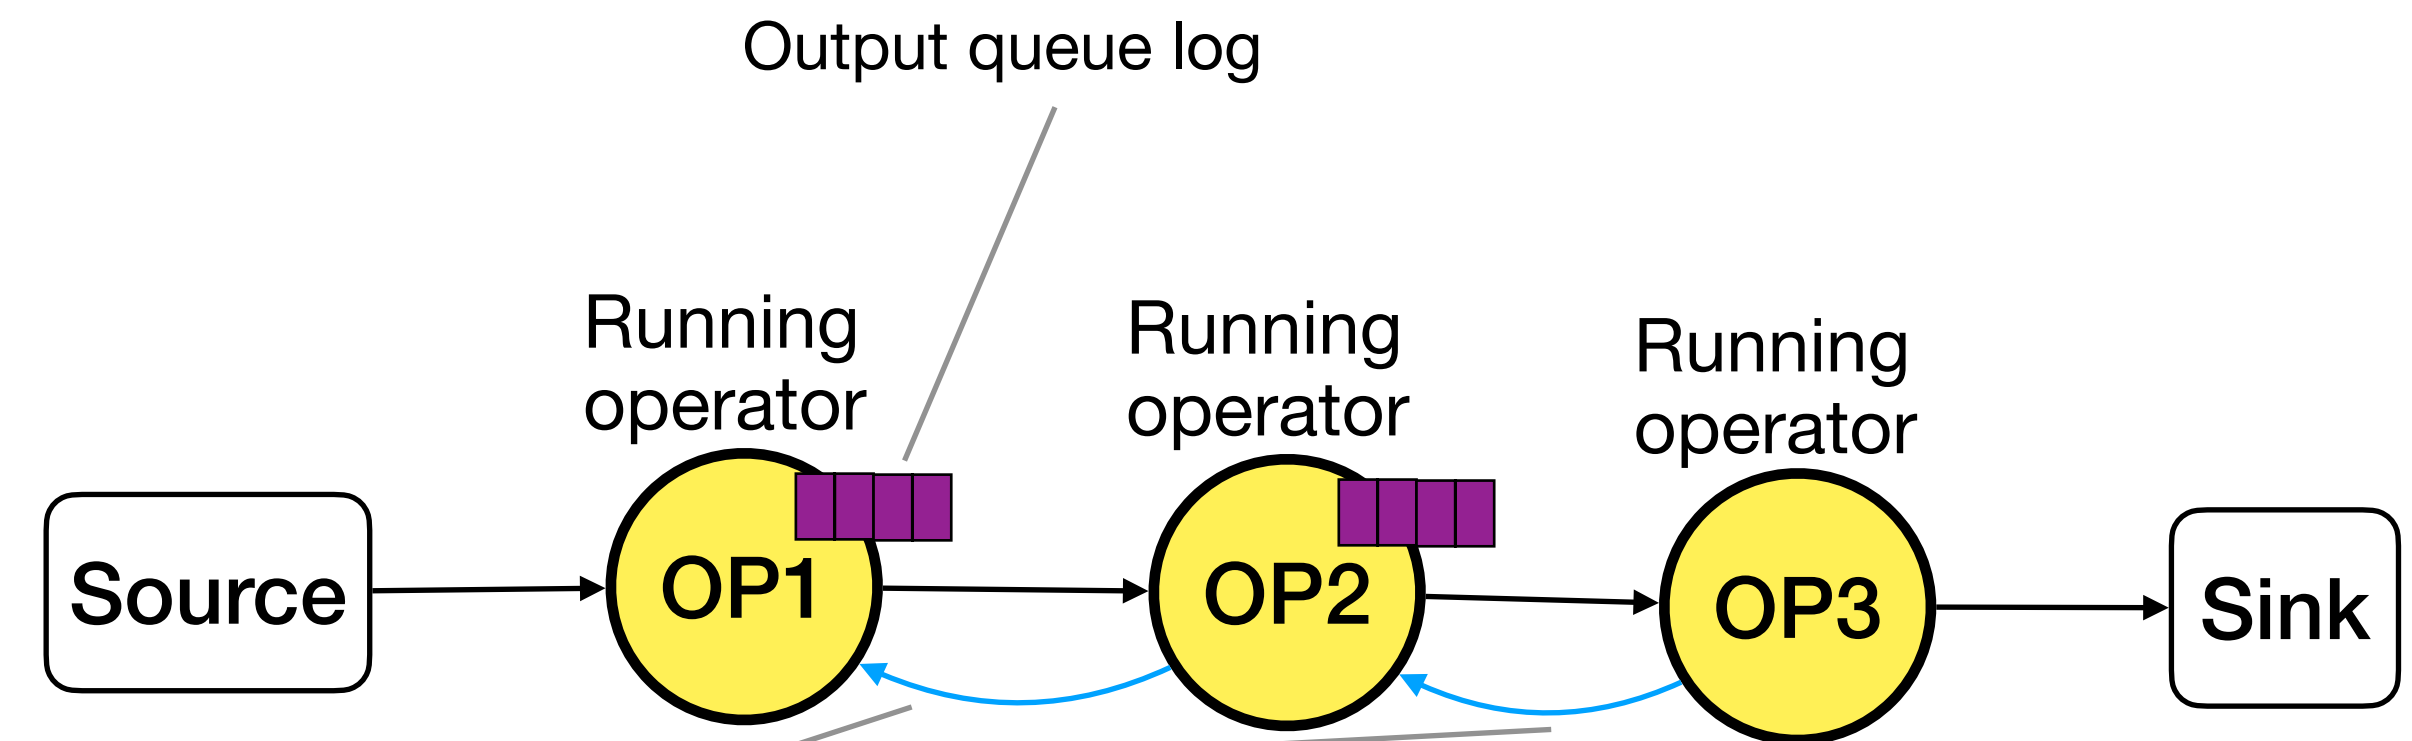 Output queue log
Running
operator
Running
operator
Running
operator
Source
OP1
OP2
OP3
Sink